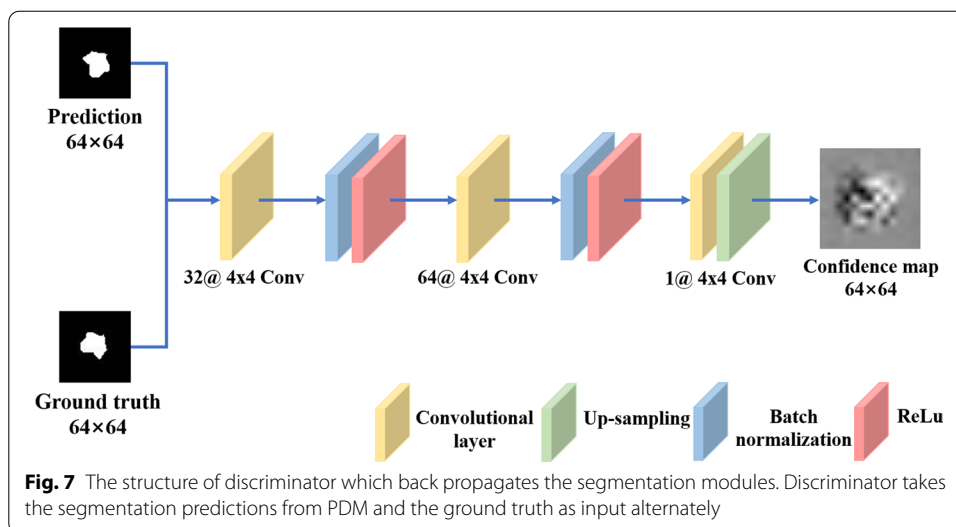 Prediction
64×64
32@ 4x4 Conv
64@ 4x4 Conv
1@ 4x4 Conv
Confidence map
64×64
Ground truth
64×64
Convolutional
layer
Up-sampling
Batch
normalization
ReLu
Fig. 7 The structure of discriminator which back propagates the segmentation modules. Discriminator takes
the segmentation predictions from PDM and the ground truth as input alternately